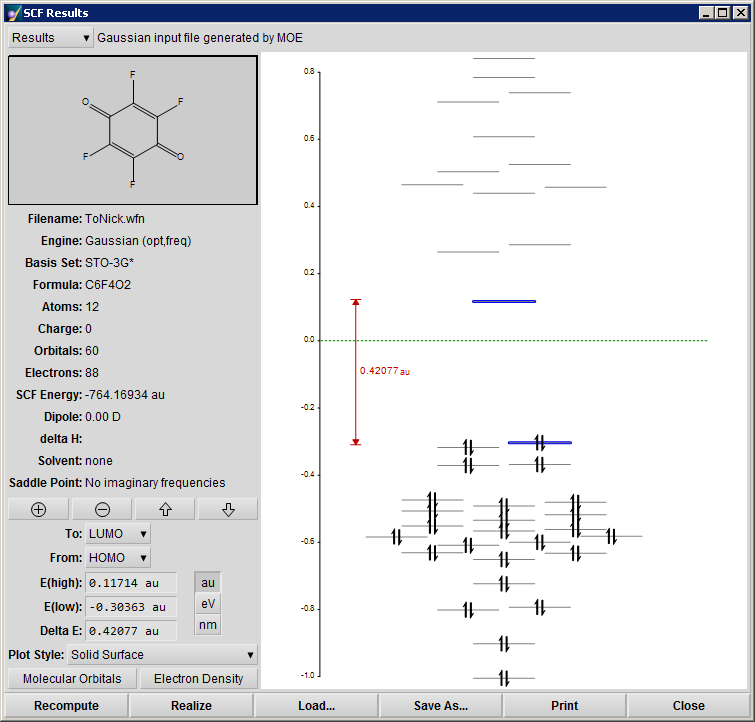 SCF Results
Results Gaussian input file generated by MOE
F
O F
F O
F
Filename: ToNick.wfn
Engine: Gaussian (opt,freq)
Basis Set: STO-3G*
Formula: C6F4O2
Atoms: 12
Charge: 0
Orbitals: 60
Electrons: 88
SCF Energy: -764.16934 au
Dipole: 0.00 D
delta H:
Solvent: none
Saddle Point: No imaginary frequencies
To: LUMO
From: HOMO
E(high): 0.11714 au
E(low): -0.30363 au
Delta E: 0.42077 au
au
eV
nm
Plot Style: Solid Surface
Molecular Orbitals Electron Density
0.8
0.6
0.4
0.2
0.0
0.42077 au
-0.2
-0.4
-0.6
-0.8
-1.0
Recompute Realize Load... Save As... Print Close